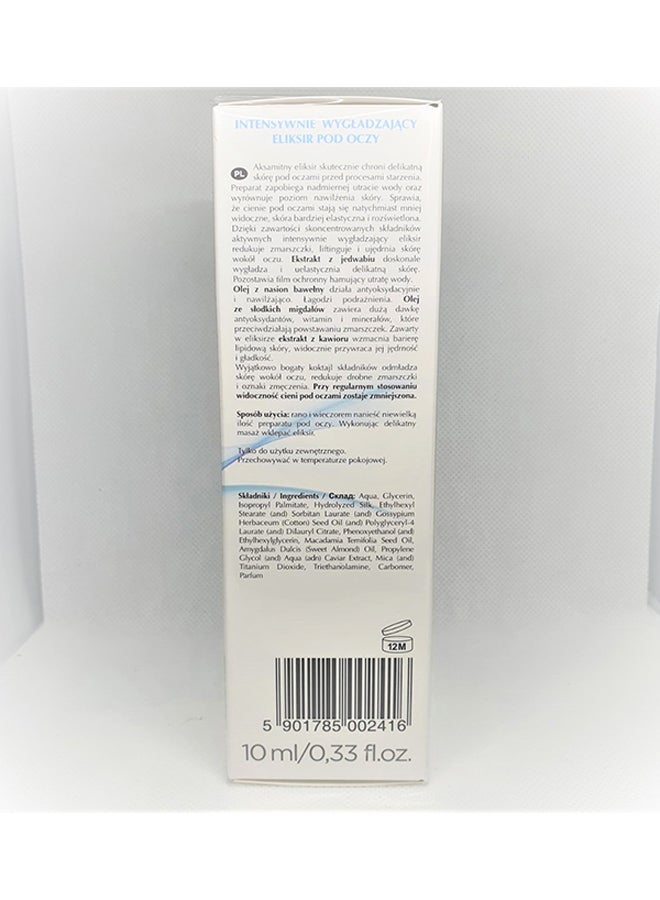 INTENSYWNIE WYGŁADZAJĄCY
ELIKSIR POD OCZY
PL
Aksamitny eliksir skutecznie chroni delikatną
skórę pod oczami przed procesami starzenia.
Preparat zapobiega nadmiernej utracie wody oraz
wyrównuje poziom nawilżenia skóry. Sprawia,
że cienie pod oczami stają się natychmiast mniej
widoczne, skóra bardziej elastyczna i rozświetlona.
Dzięki zawartości skoncentrowanych składników
aktywnych intensywnie wygładzający eliksir
redukuje zmarszczki, liftinguje i ujędrnia skórę
wokół oczu. Ekstrakt z jedwabiu doskonale
wygładza i uelastycznia delikatną skórę.
Pozostawia film ochronny hamujący utratę wody.
Olej z nasion bawełny działa antyoksydacyjnie
i nawilżająco. Łagodzi podrażnienia. Olej
ze słodkich migdałów zawiera dużą dawkę
antyoksydantów, witamin i minerałów, które
przeciwdziałają powstawaniu zmarszczek. Zawarty
w eliksirze ekstrakt z kawioru wzmacnia barierę
lipidową skóry, widocznie przywraca jej jędrność
i gładkość.
Wyjątkowo bogaty koktajl składników odmładza
skórę wokół oczu, redukuje drobne zmarszczki
i oznaki zmęczenia. Przy regularnym stosowaniu
widoczność cieni pod oczami zostaje zmniejszona.
Sposób użycia: rano i wieczorem nanieść niewielką
ilość preparatu pod oczy. Wykonując delikatny
masaż wklepać eliksir.
Tylko do użytku zewnętrznego.
Przechowywać w temperaturze pokojowej.
Składniki / Ingredients / Склад: Aqua, Glycerin,
Isopropyl Palmitate, Hydrolyzed Silk, Ethylhexyl
Stearate (and) Sorbitan Laurate (and) Gossypium
Herbaceum (Cotton) Seed Oil (and) Polyglyceryl-4
Laurate (and) Dilauryl Citrate, Phenoxyethanol (and)
Ethylhexylglycerin, Macadamia Ternifolia Seed Oil,
Amygdalus Dulcis (Sweet Almond) Oil, Propylene
Glycol (and) Aqua (adn) Caviar Extract, Mica (and)
Titanium Dioxide, Triethanolamine, Carbomer,
Parfum
12M
5 901785 002416
10 ml/0,33 fl.oz.